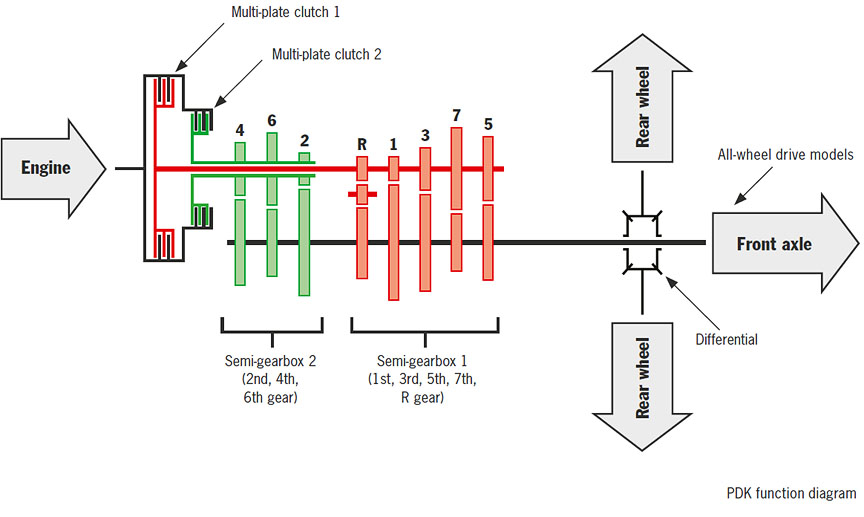 Multi-plate clutch 1
Multi-plate clutch 2
Engine
4
6
2
R
1
3
7
5
Rear wheel
All-wheel drive models
Front axle
Differential
Rear wheel
Semi-gearbox 2
(2nd, 4th,
6th gear)
Semi-gearbox 1
(1st, 3rd, 5th, 7th,
R gear)
PDK function diagram